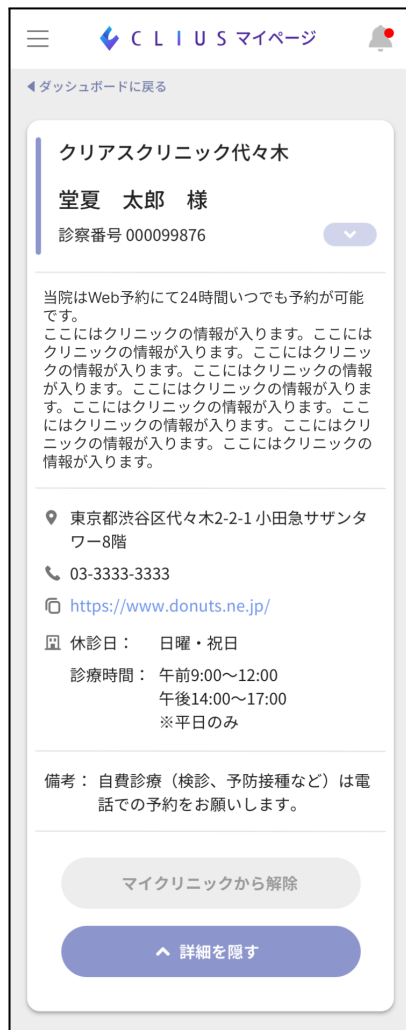 CLIUS マイページ
ダッシュボードに戻る
クリアスクリニック代々木
堂夏　太郎　様
診察番号 000099876
当院はWeb予約にて24時間いつでも予約が可能
です。
ここにはクリニックの情報が入ります。ここには
クリニックの情報が入ります。ここにはクリニッ
クの情報が入ります。ここにはクリニックの情報
が入ります。ここにはクリニックの情報が入りま
す。ここにはクリニックの情報が入ります。ここ
にはクリニックの情報が入ります。ここにはクリ
ニックの情報が入ります。ここにはクリニックの
情報が入ります。
東京都渋谷区代々木2-2-1 小田急サザンタ
ワー8階
03-3333-3333
https://www.donuts.ne.jp/
休診日：　日曜・祝日
診療時間：　午前9:00〜12:00
午後14:00〜17:00
※平日のみ
備考：　自費診療（検診、予防接種など）は電
話での予約をお願いします。
マイクリニックから解除
詳細を隠す